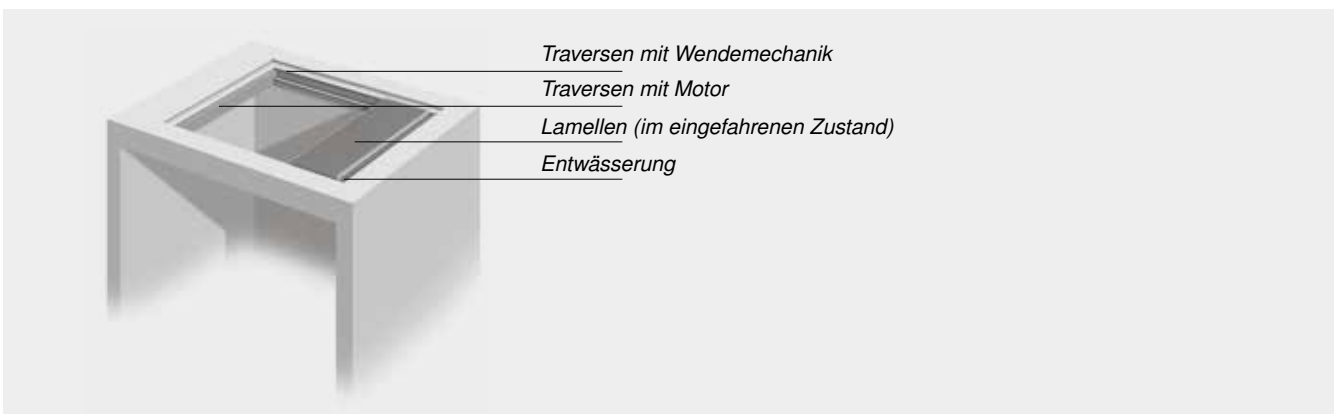 Traversen mit Wendemechanik
Traversen mit Motor
Lamellen (im eingefahrenen Zustand)
Entwässerung